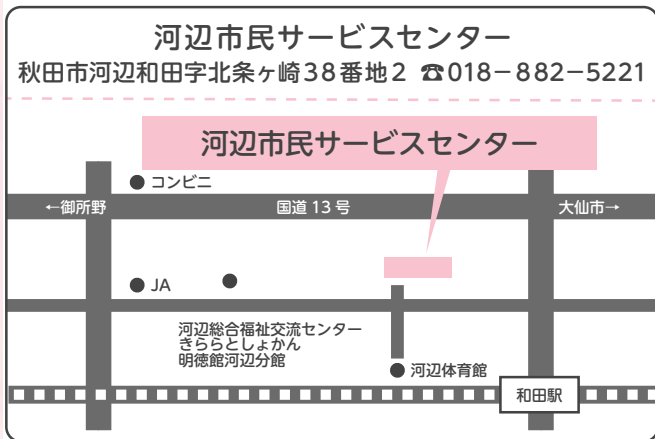 河辺市民サービスセンター
秋田市河辺和田字北条ヶ崎38番地2 ☎018－882－5221
河辺市民サービスセンター
コンビニ
←御所野 国道13号 大仙市→
JA
河辺総合福祉交流センター
きららとしょかん
明徳館河辺分館
河辺体育館
和田駅